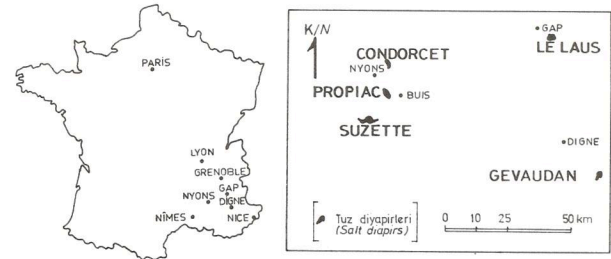 PARİS
LYON
GRENOBLE
GAP
NYONS
DIGNE
NÎMES
NICE
K/N
GAP
LE LAUS
CONDORCET
NYONS
PROPIAC
BUIS
SUZETTE
DIGNE
GEVAUDAN
Tuz diyapirleri
(Salt diapirs)
0 10 25 50 km